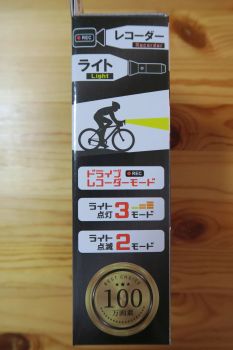 REC
レコーダー
Recorder
ライト
Light
ドライブ REC
レコーダーモード
ライト
点灯 3 モード
ライト
点滅 2 モード
BEST CHOICE
100
万画素